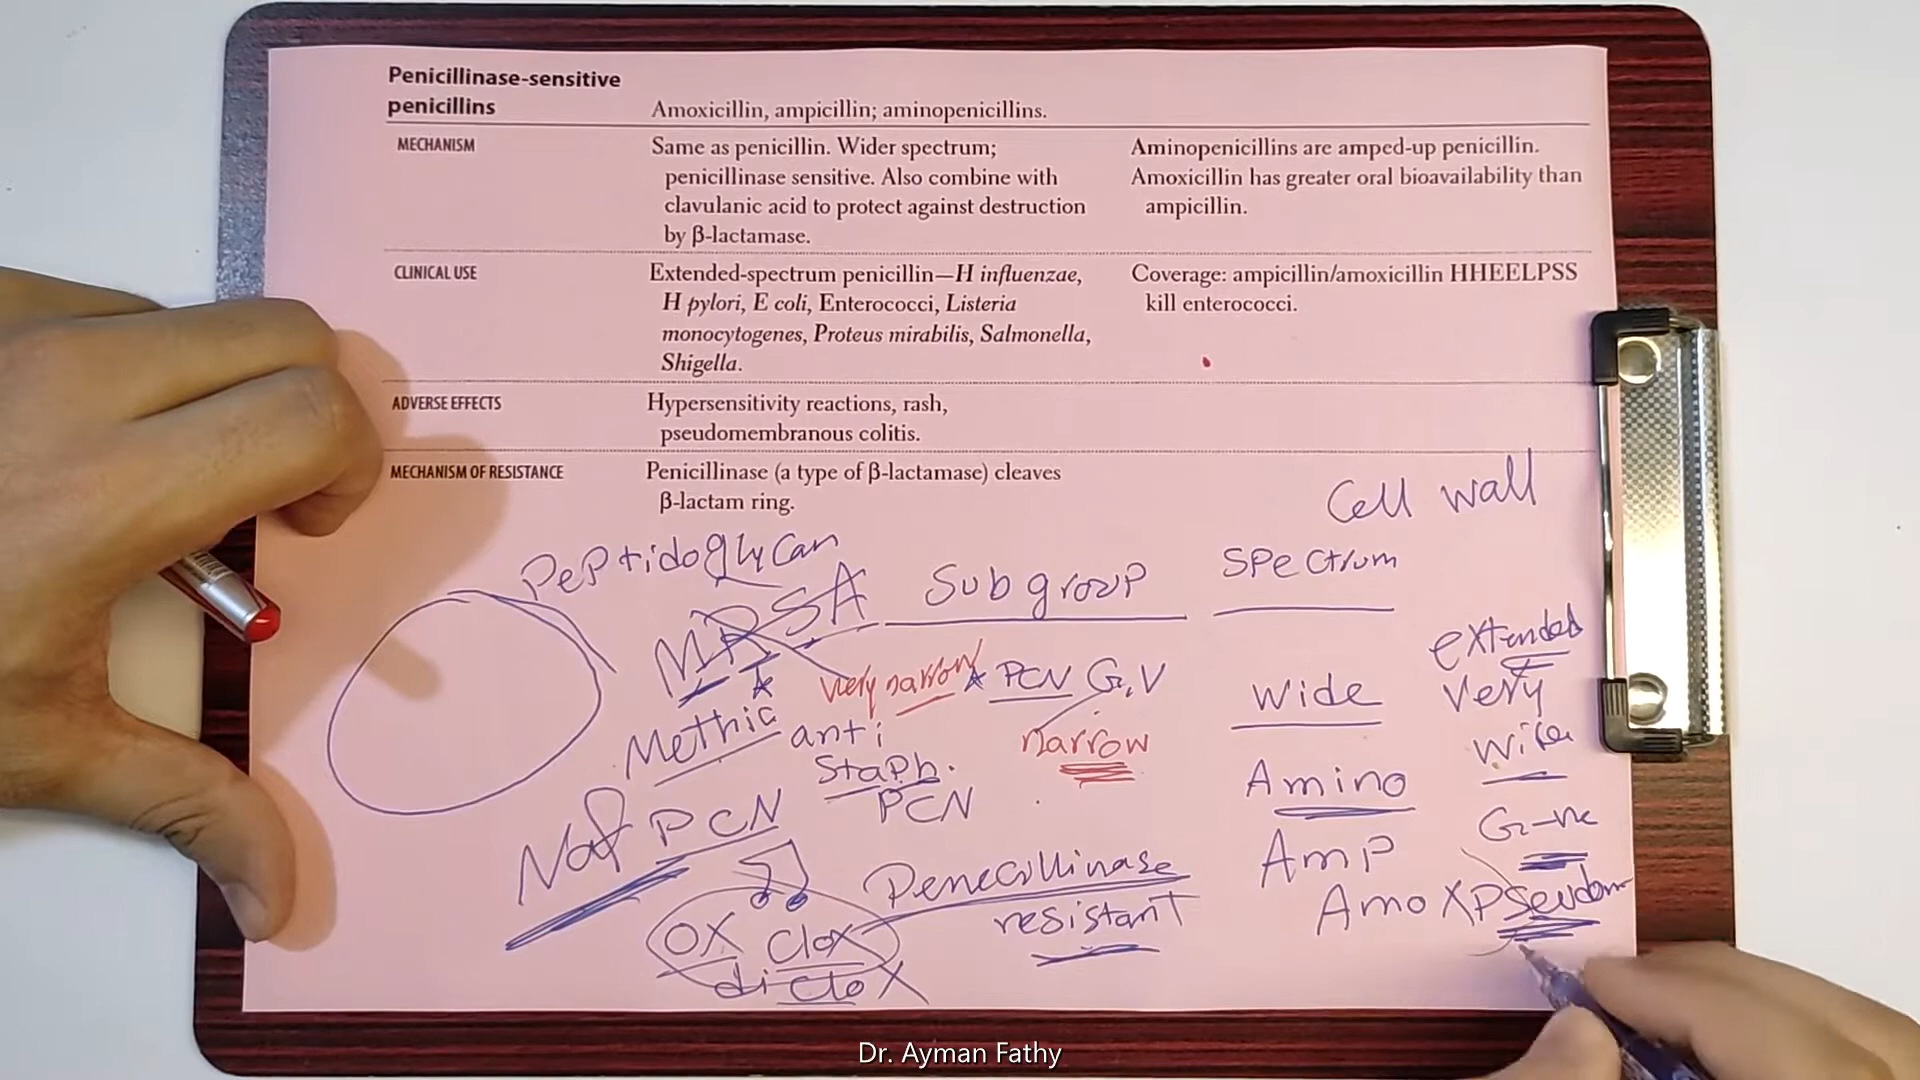 Penicillinase-sensitive
penicillins
Amoxicillin, ampicillin; aminopenicillins.
MECHANISM
Same as penicillin. Wider spectrum;
penicillinase sensitive. Also combine with
clavulanic acid to protect against destruction
by β-lactamase.
Aminopenicillins are amped-up penicillin.
Amoxicillin has greater oral bioavailability than
ampicillin.
CLINICAL USE
Extended-spectrum penicillin—H influenzae,
H pylori, E coli, Enterococci, Listeria
monocytogenes, Proteus mirabilis, Salmonella,
Shigella.
Coverage: ampicillin/amoxicillin HHEELPSS
kill enterococci.
ADVERSE EFFECTS
Hypersensitivity reactions, rash,
pseudomembranous colitis.
MECHANISM OF RESISTANCE
Penicillinase (a type of β-lactamase) cleaves
β-lactam ring.
Cell wall
Peptidoglycan
MRSA
Subgroup
Spectrum
very narrow
PCN G,V
narrow
Wide
extended
Very
Methic
anti
Staph.
PCN
Amino
Naf PCN
G-ve
Amp
Amox
Pseudom
Penecillinase
resistant
OX Clox
diclox
Dr. Ayman Fathy